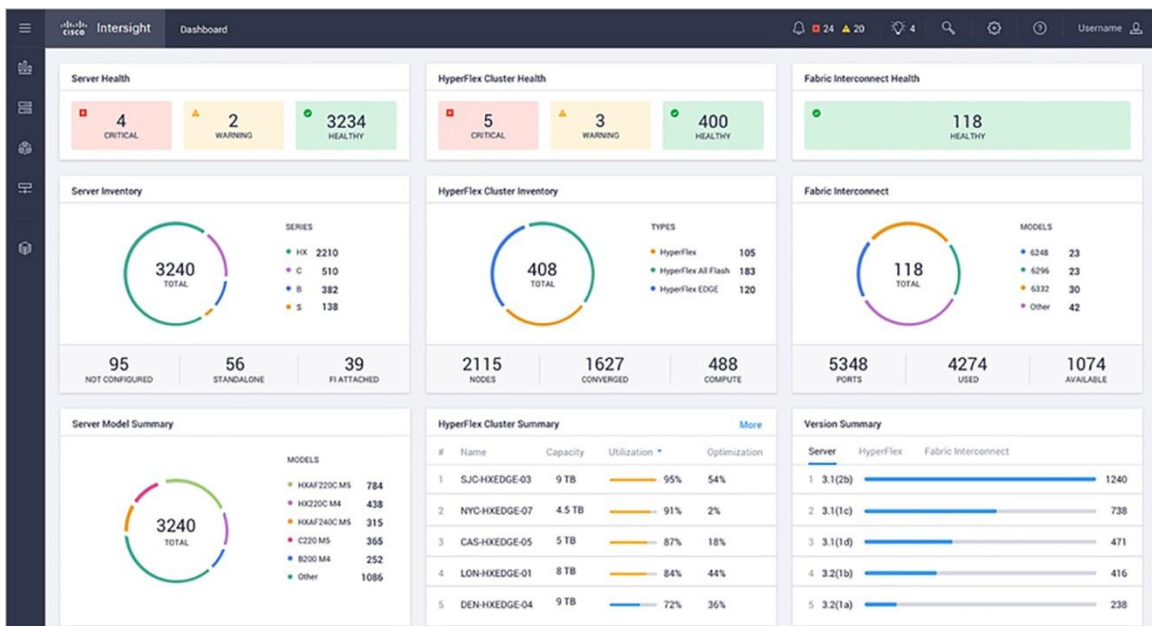 CISCO Intersight Dashboard 24 20 4 Username
Server Health
4 2 3234
CRITICAL WARNING HEALTHY
HyperFlex Cluster Health
5 3 400
CRITICAL WARNING HEALTHY
Fabric Interconnect Health
118
HEALTHY
Server Inventory
3240
TOTAL
SERIES
HX 2210
C 510
B 382
S 138
95 56 39
NOT CONFIGURED STANDALONE FI ATTACHED
HyperFlex Cluster Inventory
408
TOTAL
TYPES
HyperFlex 105
HyperFlex All Flash 183
HyperFlex EDGE 120
2115 1627 488
NODES CONVERGED COMPUTE
Fabric Interconnect
118
TOTAL
MODELS
6248 23
6296 23
6332 30
Other 42
5348 4274 1074
PORTS USED AVAILABLE
Server Model Summary
3240
TOTAL
MODELS
HXAF220C M5 784
HX220C M4 438
HXAF240C M5 315
C220 M5 365
B200 M4 252
Other 1086
HyperFlex Cluster Summary More
# Name Capacity Utilization Optimization
1 SJC-HXEDGE-03 9 TB 95% 54%
2 NYC-HXEDGE-07 4.5 TB 91% 2%
3 CAS-HXEDGE-05 5 TB 87% 18%
4 LON-HXEDGE-01 8 TB 84% 44%
5 DEN-HXEDGE-04 9 TB 72% 36%
Version Summary
Server HyperFlex Fabric Interconnect
1 3.1(2b) 1240
2 3.1(1c) 738
3 3.1(1d) 471
4 3.2(1b) 416
5 3.2(1a) 238